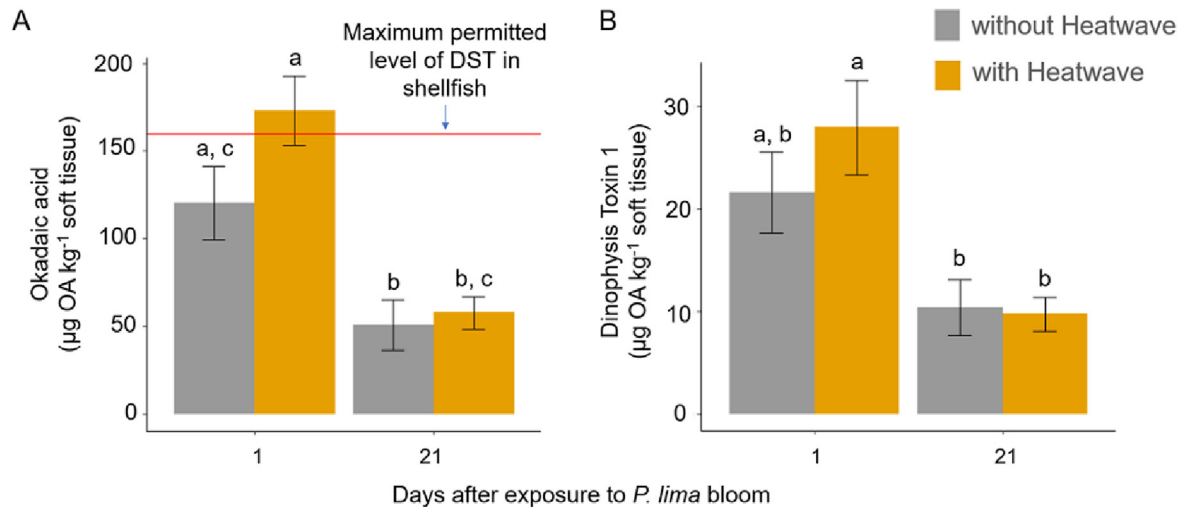 A
Okadaic acid
(µg OA kg⁻¹ soft tissue)
200
150
100
50
0
Maximum permitted
level of DST in
shellfish
a, c
a
b
b, c
1
21
B
Dinophysis Toxin 1
(µg OA kg⁻¹ soft tissue)
30
20
10
0
a, b
a
b
b
1
21
without Heatwave
with Heatwave
Days after exposure to P. lima bloom